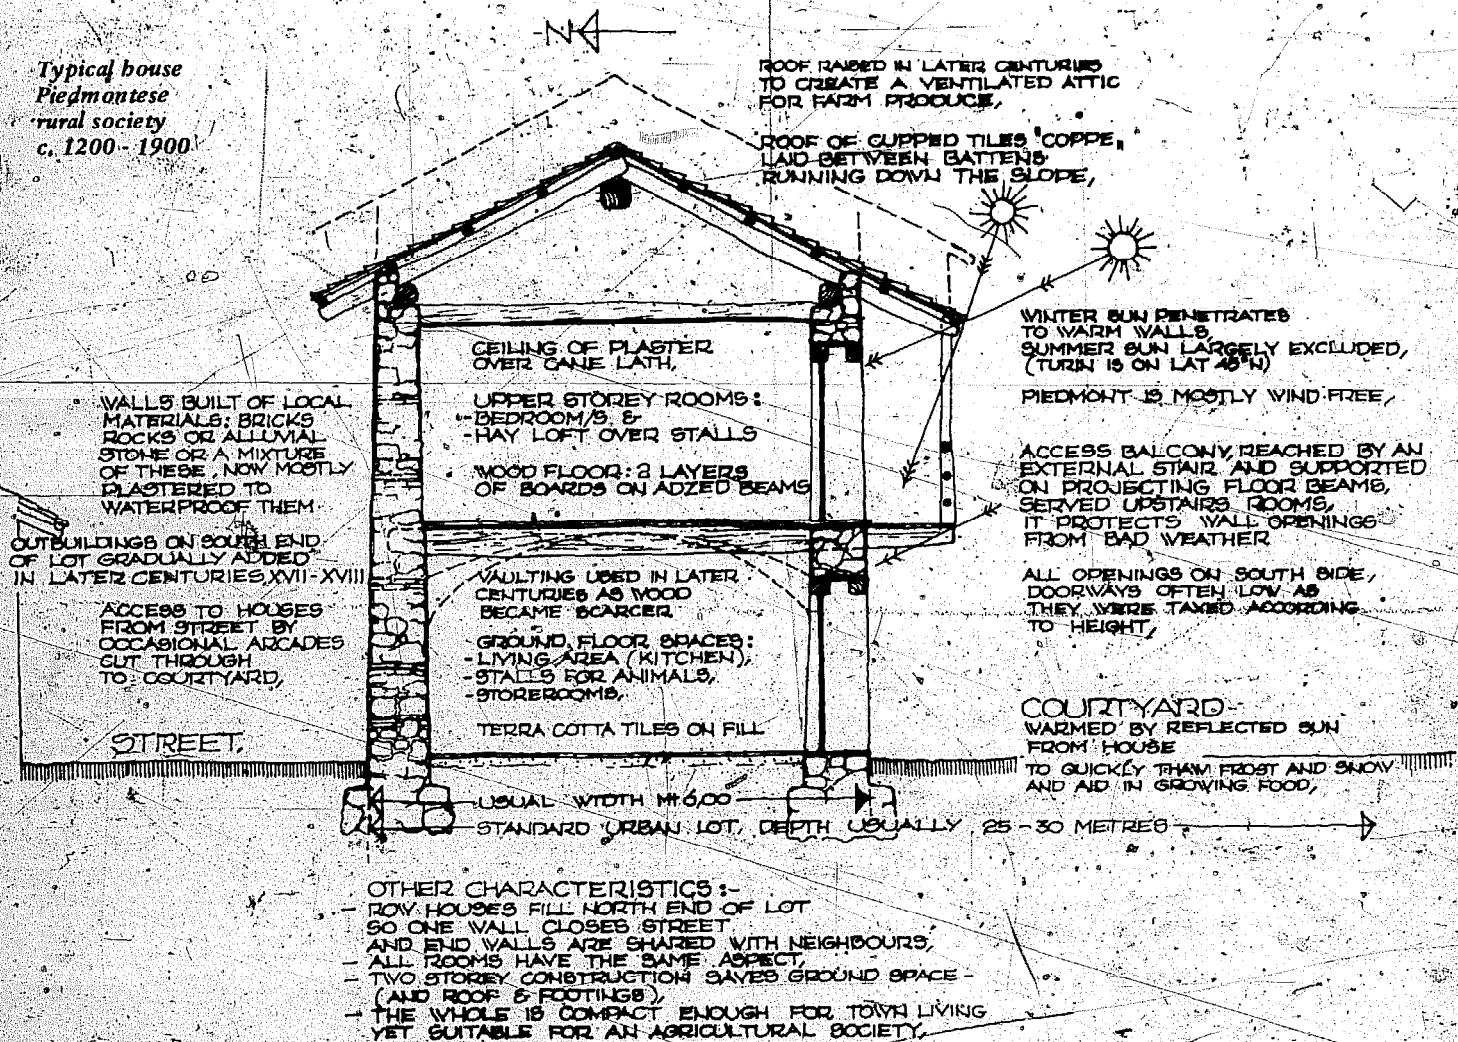 Typical house
Piedmontese
rural society
c. 1200 - 1900
N
ROOF RAISED IN LATER CENTURIES
TO CREATE A VENTILATED ATTIC
FOR FARM PRODUCE,
ROOF OF CUPPED TILES "COPPE,"
LAID BETWEEN BATTENS
RUNNING DOWN THE SLOPE,
CEILING OF PLASTER
OVER CANE LATH,
UPPER STOREY ROOMS:
- BEDROOM/S &
- HAY LOFT OVER STALLS
WOOD FLOOR: 2 LAYERS
OF BOARDS ON ADZED BEAMS
WINTER SUN PENETRATES
TO WARM WALLS,
SUMMER SUN LARGELY EXCLUDED,
(TURIN IS ON LAT 45°N)
PIEDMONT IS MOSTLY WIND FREE,
WALLS BUILT OF LOCAL
MATERIALS: BRICKS
ROCKS OR ALLUVIAL
STONE OR A MIXTURE
OF THESE, NOW MOSTLY
PLASTERED TO
WATERPROOF THEM
OUTBUILDINGS ON SOUTH END
OF LOT GRADUALLY ADDED
IN LATER CENTURIES, XVII-XVIII
ACCESS TO HOUSES
FROM STREET BY
OCCASIONAL ARCADES
CUT THROUGH
TO COURTYARD,
STREET,
VAULTING USED IN LATER
CENTURIES AS WOOD
BECAME SCARCER
GROUND FLOOR SPACES:
- LIVING AREA (KITCHEN),
- STALLS FOR ANIMALS,
- STOREROOMS,
TERRA COTTA TILES ON FILL
ACCESS BALCONY, REACHED BY AN
EXTERNAL STAIR AND SUPPORTED
ON PROJECTING FLOOR BEAMS,
SERVED UPSTAIRS ROOMS,
IT PROTECTS WALL OPENINGS
FROM BAD WEATHER
ALL OPENINGS ON SOUTH SIDE,
DOORWAYS OFTEN LOW AS
THEY WERE TAXED ACCORDING
TO HEIGHT,
COURTYARD-
WARMED BY REFLECTED SUN
FROM HOUSE
TO QUICKLY THAW FROST AND SNOW
AND AID IN GROWING FOOD,
USUAL WIDTH Mt 6,00
STANDARD URBAN LOT, DEPTH USUALLY 25 - 30 METRES
OTHER CHARACTERISTICS:-
- ROW HOUSES FILL NORTH END OF LOT
SO ONE WALL CLOSES STREET
AND END WALLS ARE SHARED WITH NEIGHBOURS,
- ALL ROOMS HAVE THE SAME ASPECT,
- TWO STOREY CONSTRUCTION SAVES GROUND SPACE -
(AND ROOF & FOOTINGS),
- THE WHOLE IS COMPACT ENOUGH FOR TOWN LIVING
YET SUITABLE FOR AN AGRICULTURAL SOCIETY,